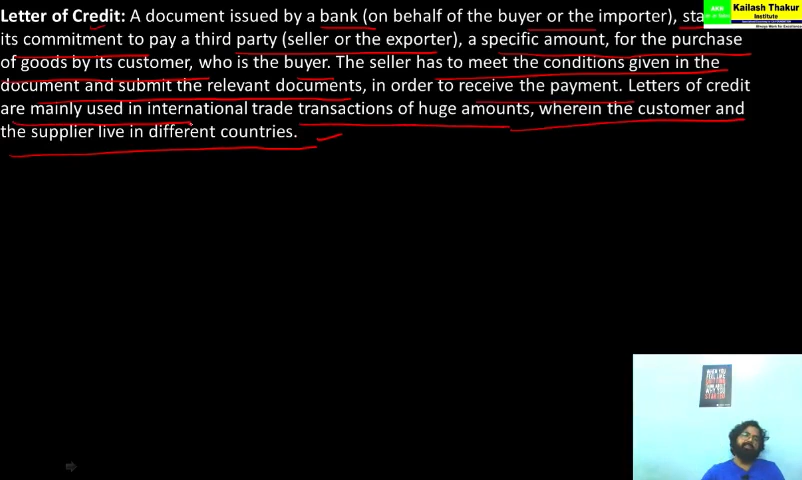 Letter of Credit: A document issued by a bank (on behalf of the buyer or the importer),
its commitment to pay a third party (seller or the exporter), a specific amount, for the purchase
of goods by its customer, who is the buyer. The seller has to meet the conditions given in the
document and submit the relevant documents, in order to receive the payment. Letters of credit
are mainly used in international trade transactions of huge amounts, wherein the customer and
the supplier live in different countries.
Kailash Thakur
Institute